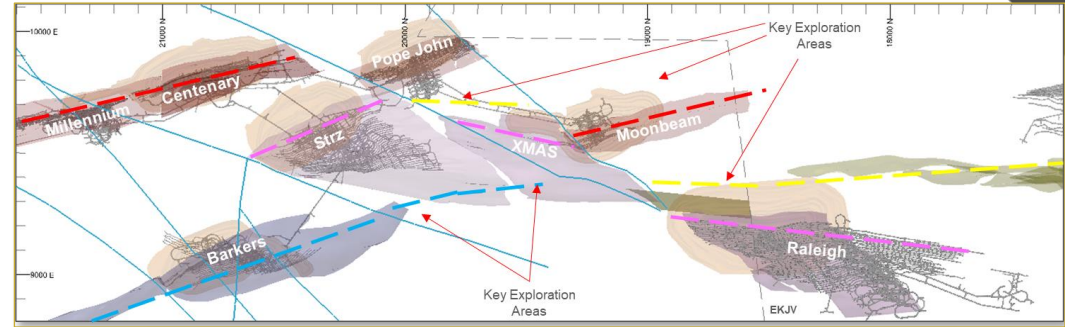 10000 E
21000 N
20000 N
19000 N
18000 N
Key Exploration
Areas
Pope John
Centenary
Millennium
Strz
XMAS
Moonbeam
Barkers
Raleigh
9000 E
Key Exploration
Areas
EKJV